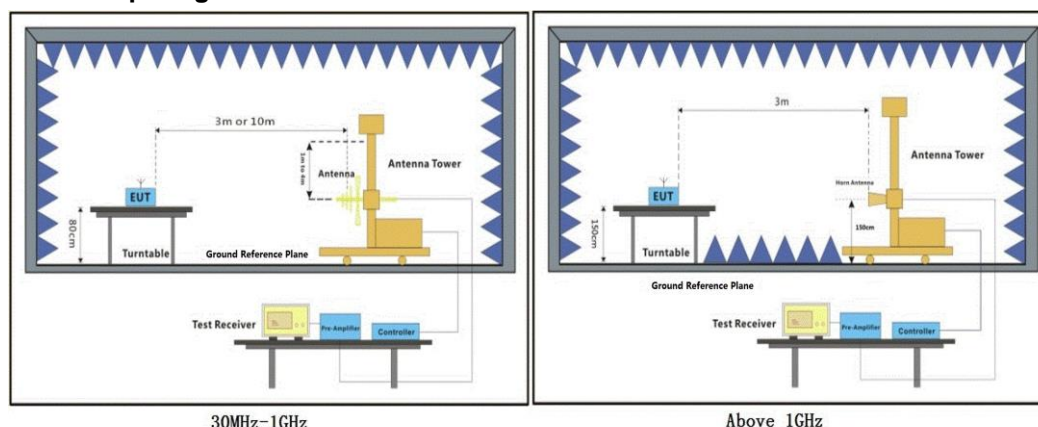 3m or 10m
1m to 4m
Antenna Tower
Antenna
EUT
80cm
Turntable
Ground Reference Plane
Test Receiver
Pre-Amplifier
Controller
30MHz-1GHz
3m
Antenna Tower
Horn Antenna
EUT
150cm
150cm
Turntable
Ground Reference Plane
Test Receiver
Pre-Amplifier
Controller
Above 1GHz